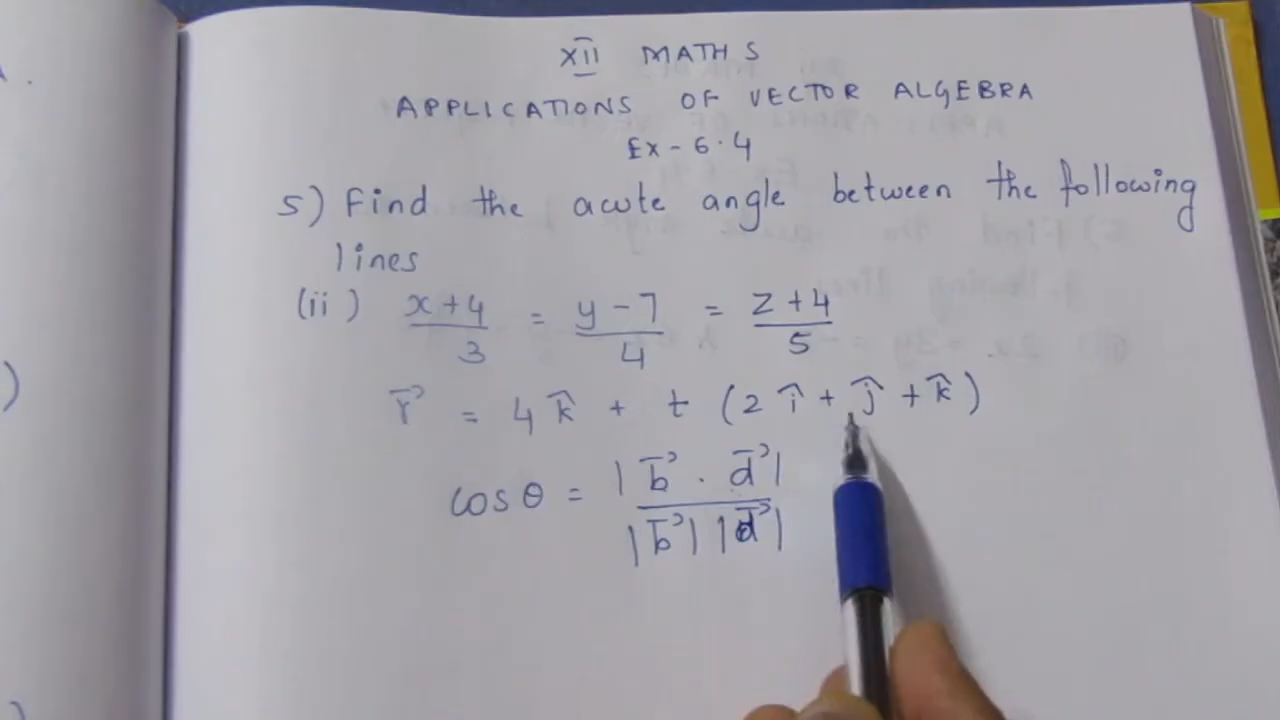 XII MATHS
APPLICATIONS OF VECTOR ALGEBRA
Ex - 6.4
5) Find the acute angle between the following
lines
(ii) (x+4)/3 = (y-7)/4 = (z+4)/5
r⃗ = 4k̂ + t (2î + ĵ + k̂)
cos θ = |b⃗ . d⃗| / |b⃗| |d⃗|